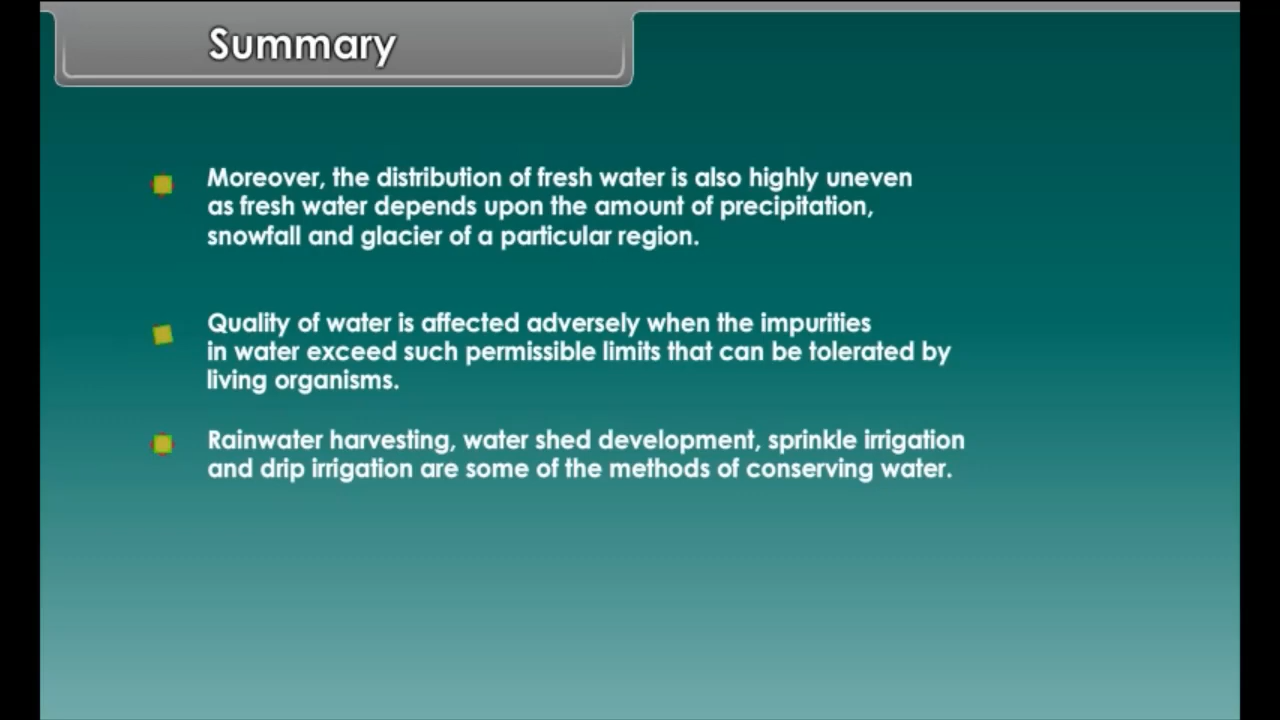 Summary
Moreover, the distribution of fresh water is also highly uneven
as fresh water depends upon the amount of precipitation,
snowfall and glacier of a particular region.
Quality of water is affected adversely when the impurities
in water exceed such permissible limits that can be tolerated by
living organisms.
Rainwater harvesting, water shed development, sprinkle irrigation
and drip irrigation are some of the methods of conserving water.